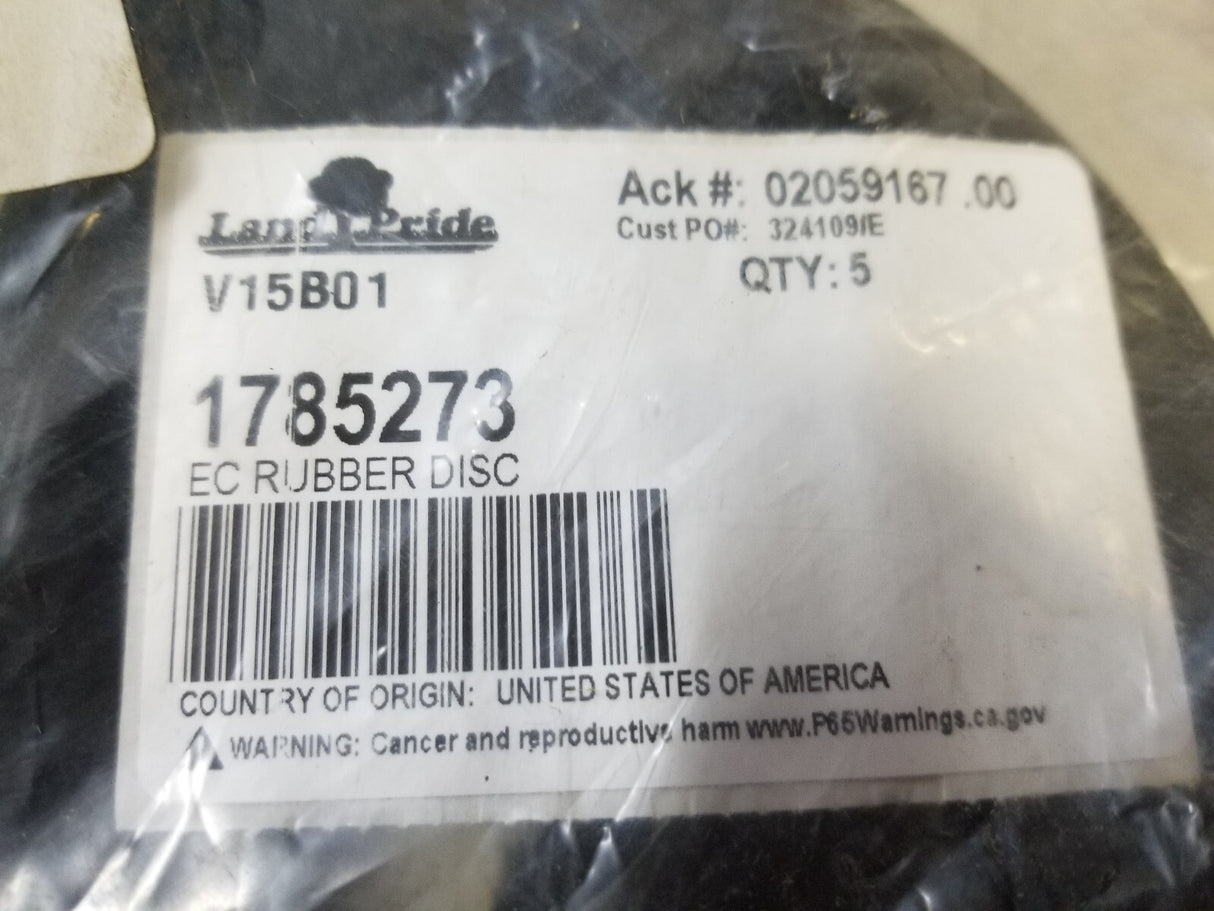 Land Pride
Ack #: 02059167 .00
Cust PO#: 324109/E
V15B01
QTY: 5
1785273
EC RUBBER DISC
COUNTRY OF ORIGIN: UNITED STATES OF AMERICA
WARNING: Cancer and reproductive harm www.P65Warnings.ca.gov